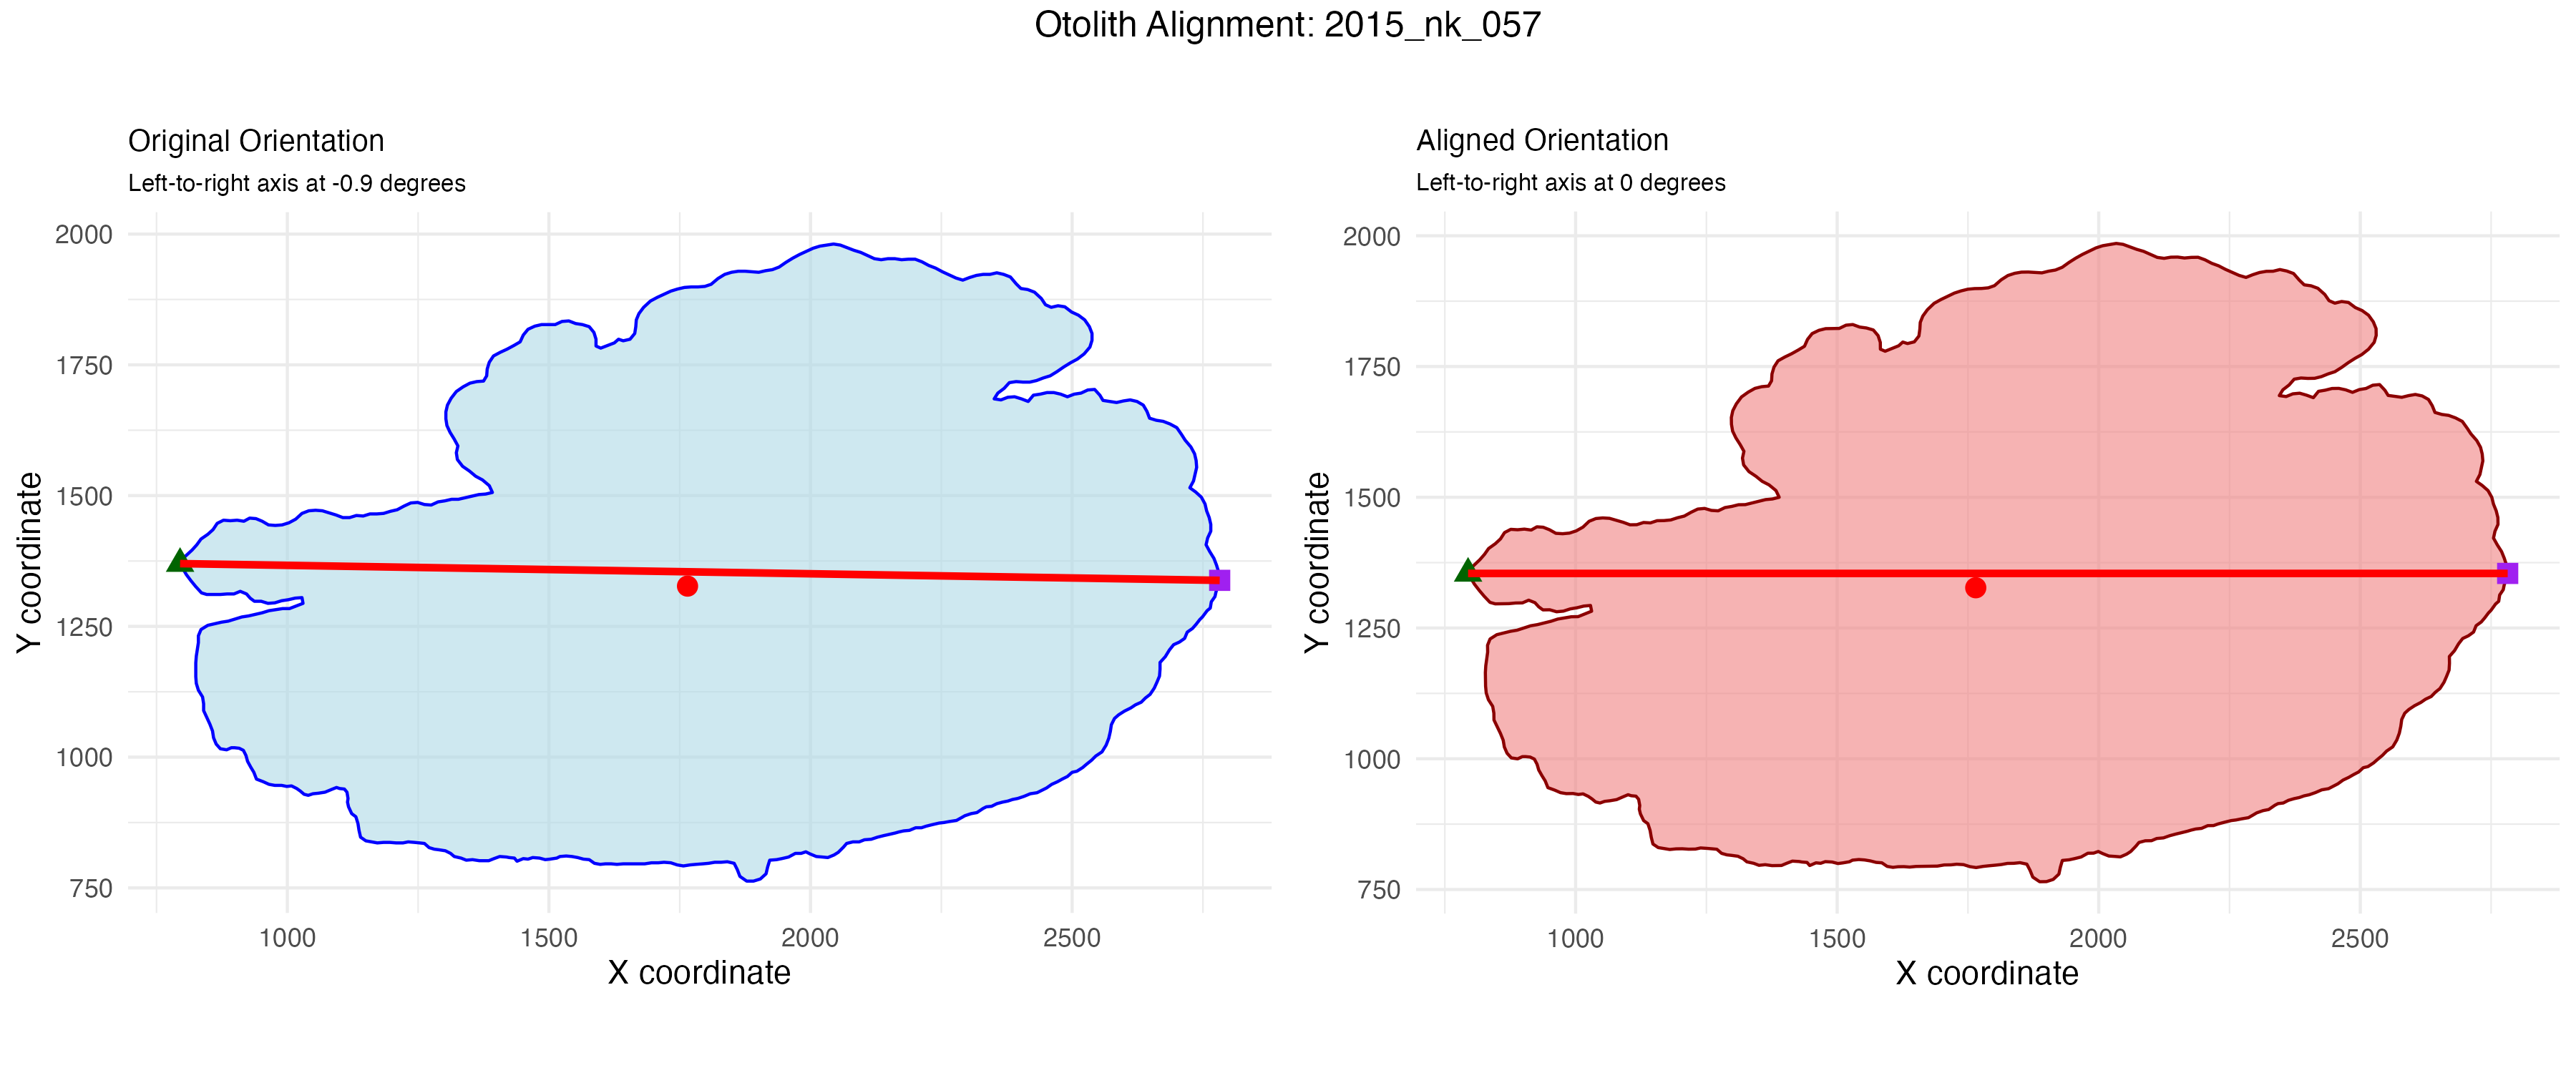 Otolith Alignment: 2015_nk_057
Original Orientation
Left-to-right axis at -0.9 degrees
2000
1750
1500
1250
1000
750
Y coordinate
1000
1500
2000
2500
X coordinate
Aligned Orientation
Left-to-right axis at 0 degrees
2000
1750
1500
1250
1000
750
Y coordinate
1000
1500
2000
2500
X coordinate